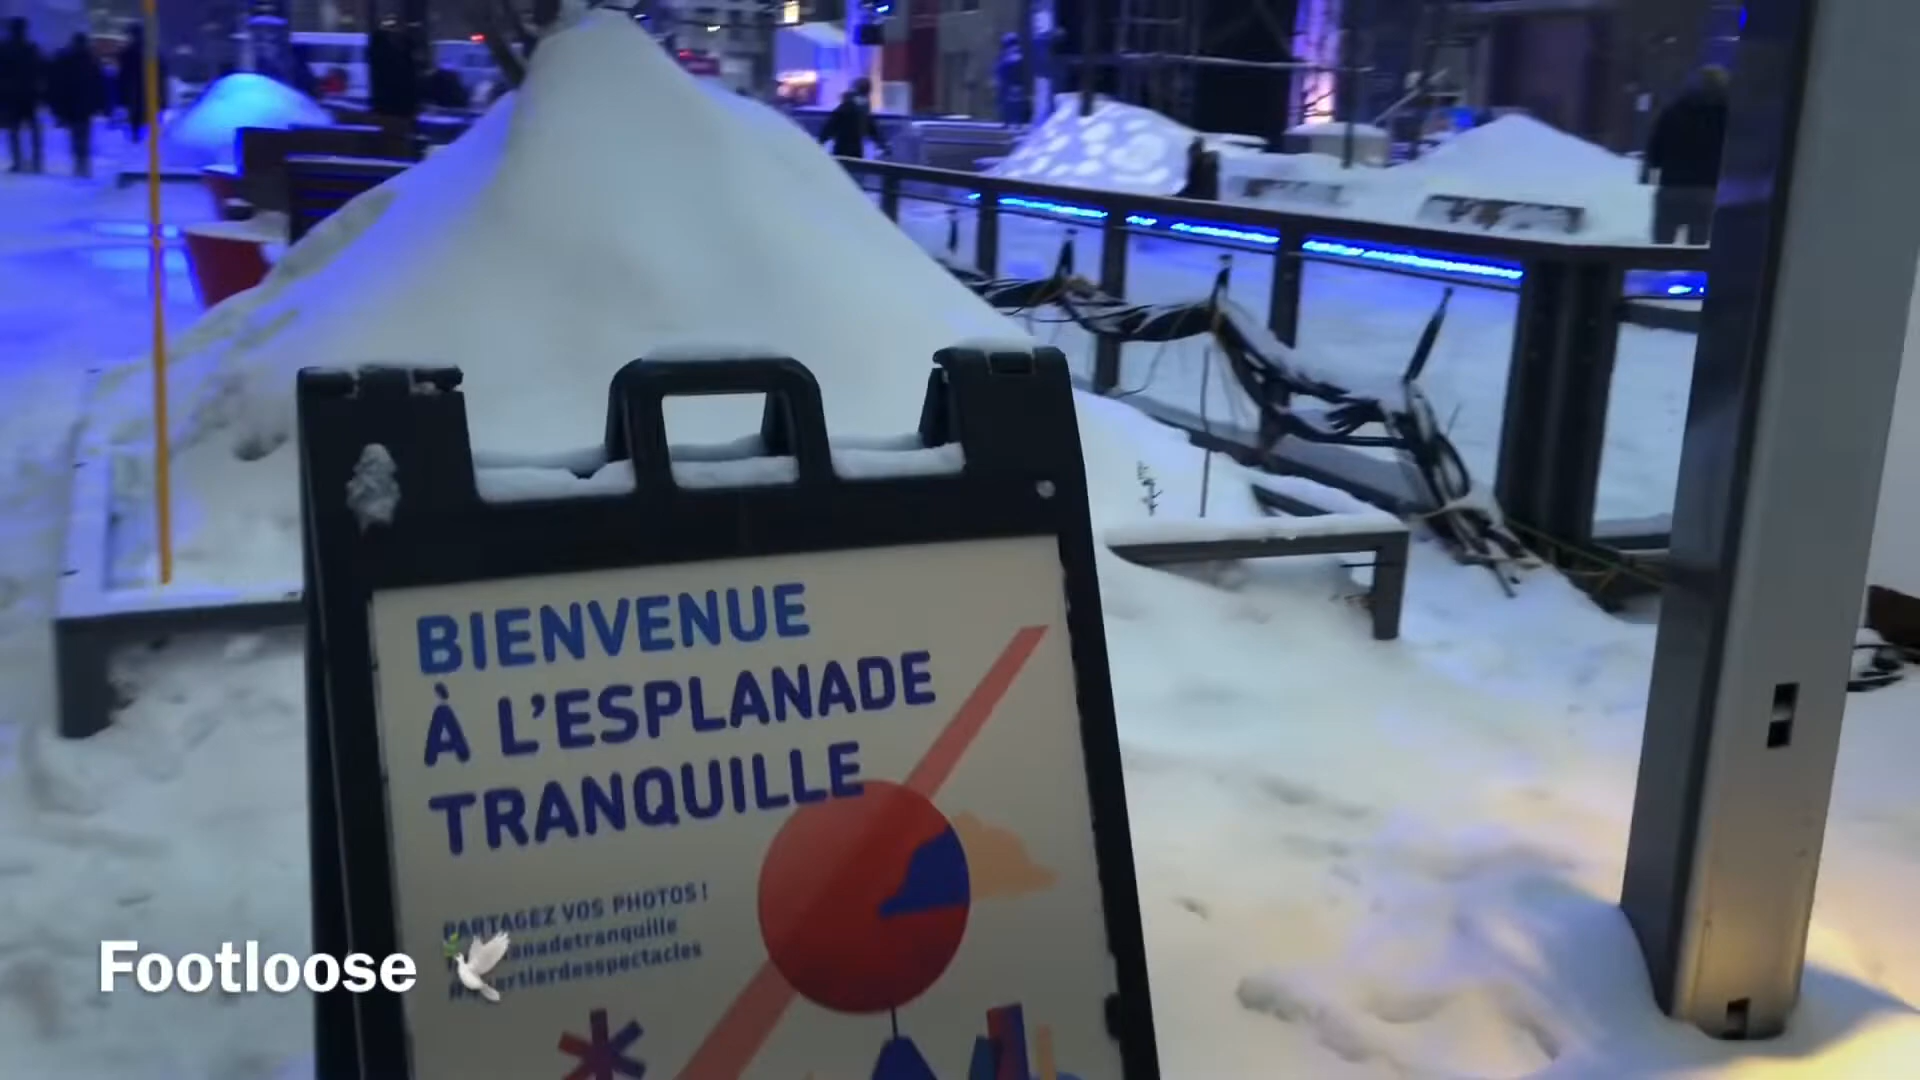 BIENVENUE
À L'ESPLANADE
TRANQUILLE
PARTAGEZ VOS PHOTOS !
Footloose